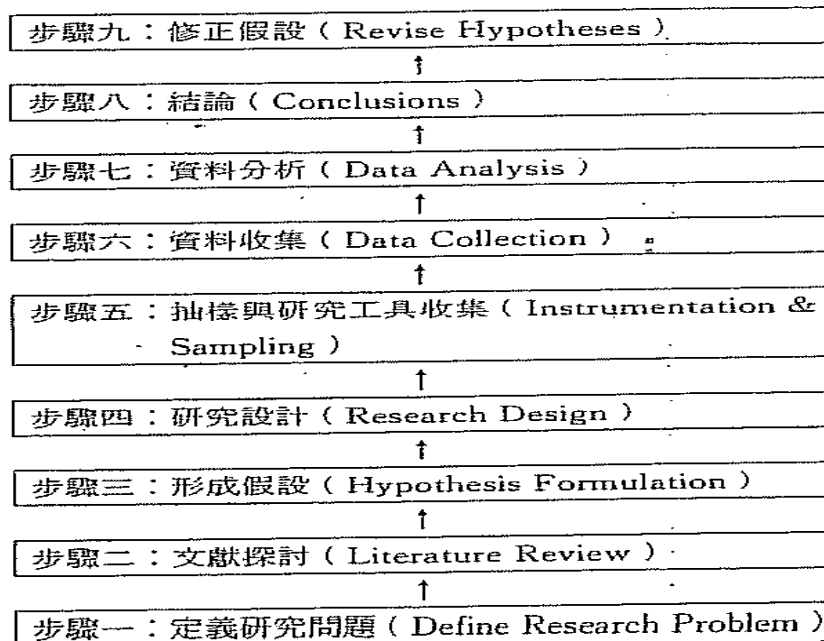 步驟九：修正假設 ( Revise Hypotheses )
↑
步驟八：結論 ( Conclusions )
↑
步驟七：資料分析 ( Data Analysis )
↑
步驟六：資料收集 ( Data Collection )
↑
步驟五：抽樣與研究工具收集 ( Instrumentation &
Sampling )
↑
步驟四：研究設計 ( Research Design )
↑
步驟三：形成假設 ( Hypothesis Formulation )
↑
步驟二：文獻探討 ( Literature Review )
↑
步驟一：定義研究問題 ( Define Research Problem )